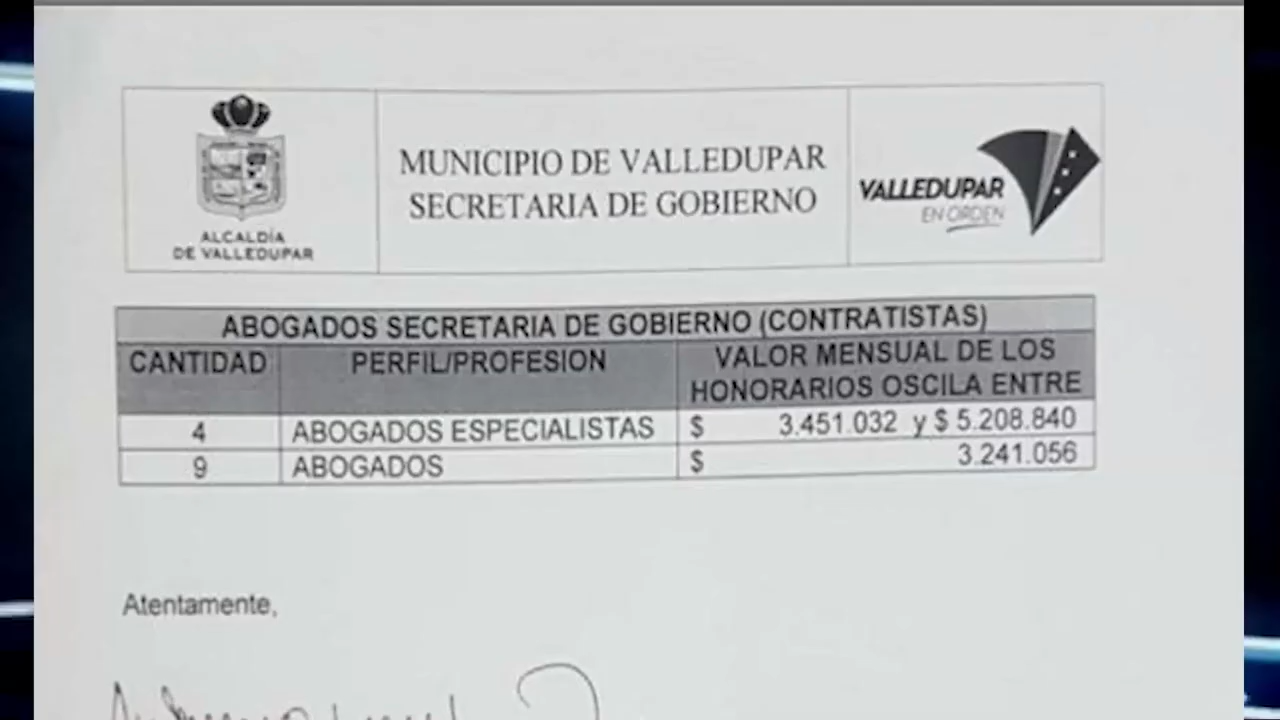 ALCALDÍA
DE VALLEDUPAR
MUNICIPIO DE VALLEDUPAR
SECRETARIA DE GOBIERNO
VALLEDUPAR
EN ORDEN
ABOGADOS SECRETARIA DE GOBIERNO (CONTRATISTAS)
CANTIDAD PERFIL/PROFESION VALOR MENSUAL DE LOS
HONORARIOS OSCILA ENTRE
4 ABOGADOS ESPECIALISTAS $ 3.451.032 y $ 5.208.840
9 ABOGADOS $ 3.241.056
Atentamente,